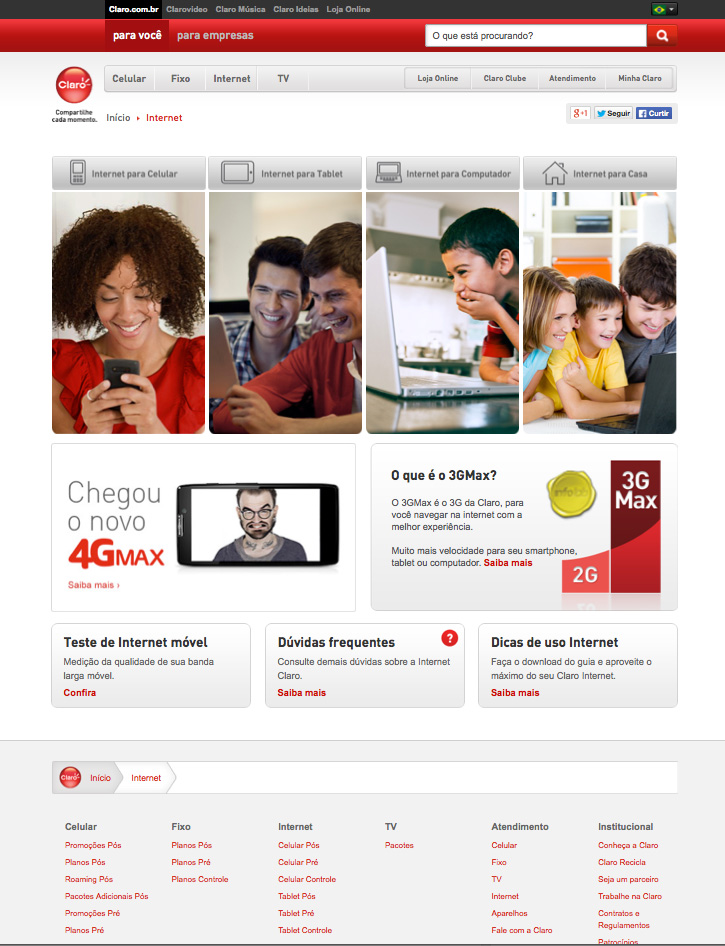 Claro.com.br Clarovideo Claro Música Claro Ideias Loja Online
para você para empresas O que está procurando?
Claro
Compartilhe
cada momento.
Celular Fixo Internet TV Loja Online Claro Clube Atendimento Minha Claro
Início Internet
g+1 Seguir Curtir
Internet para Celular Internet para Tablet Internet para Computador Internet para Casa
Chegou
o novo
4GMAX
Saiba mais ›
O que é o 3GMax?
O 3GMax é o 3G da Claro, para
você navegar na internet com a
melhor experiência.
Muito mais velocidade para seu smartphone,
tablet ou computador. Saiba mais
3G
Max
2G
Teste de Internet móvel
Medição da qualidade de sua banda
larga móvel.
Confira
Dúvidas frequentes ?
Consulte demais dúvidas sobre a Internet
Claro.
Saiba mais
Dicas de uso Internet
Faça o download do guia e aproveite o
máximo do seu Claro Internet.
Saiba mais
Claro Início Internet
Celular
Promoções Pós
Planos Pós
Roaming Pós
Pacotes Adicionais Pós
Promoções Pré
Planos Pré
Fixo
Planos Pós
Planos Pré
Planos Controle
Internet
Celular Pós
Celular Pré
Celular Controle
Tablet Pós
Tablet Pré
Tablet Controle
TV
Pacotes
Atendimento
Celular
Fixo
TV
Internet
Aparelhos
Fale com a Claro
Institucional
Conheça a Claro
Claro Recicla
Seja um parceiro
Trabalhe na Claro
Contratos e
Regulamentos
Patrocínios